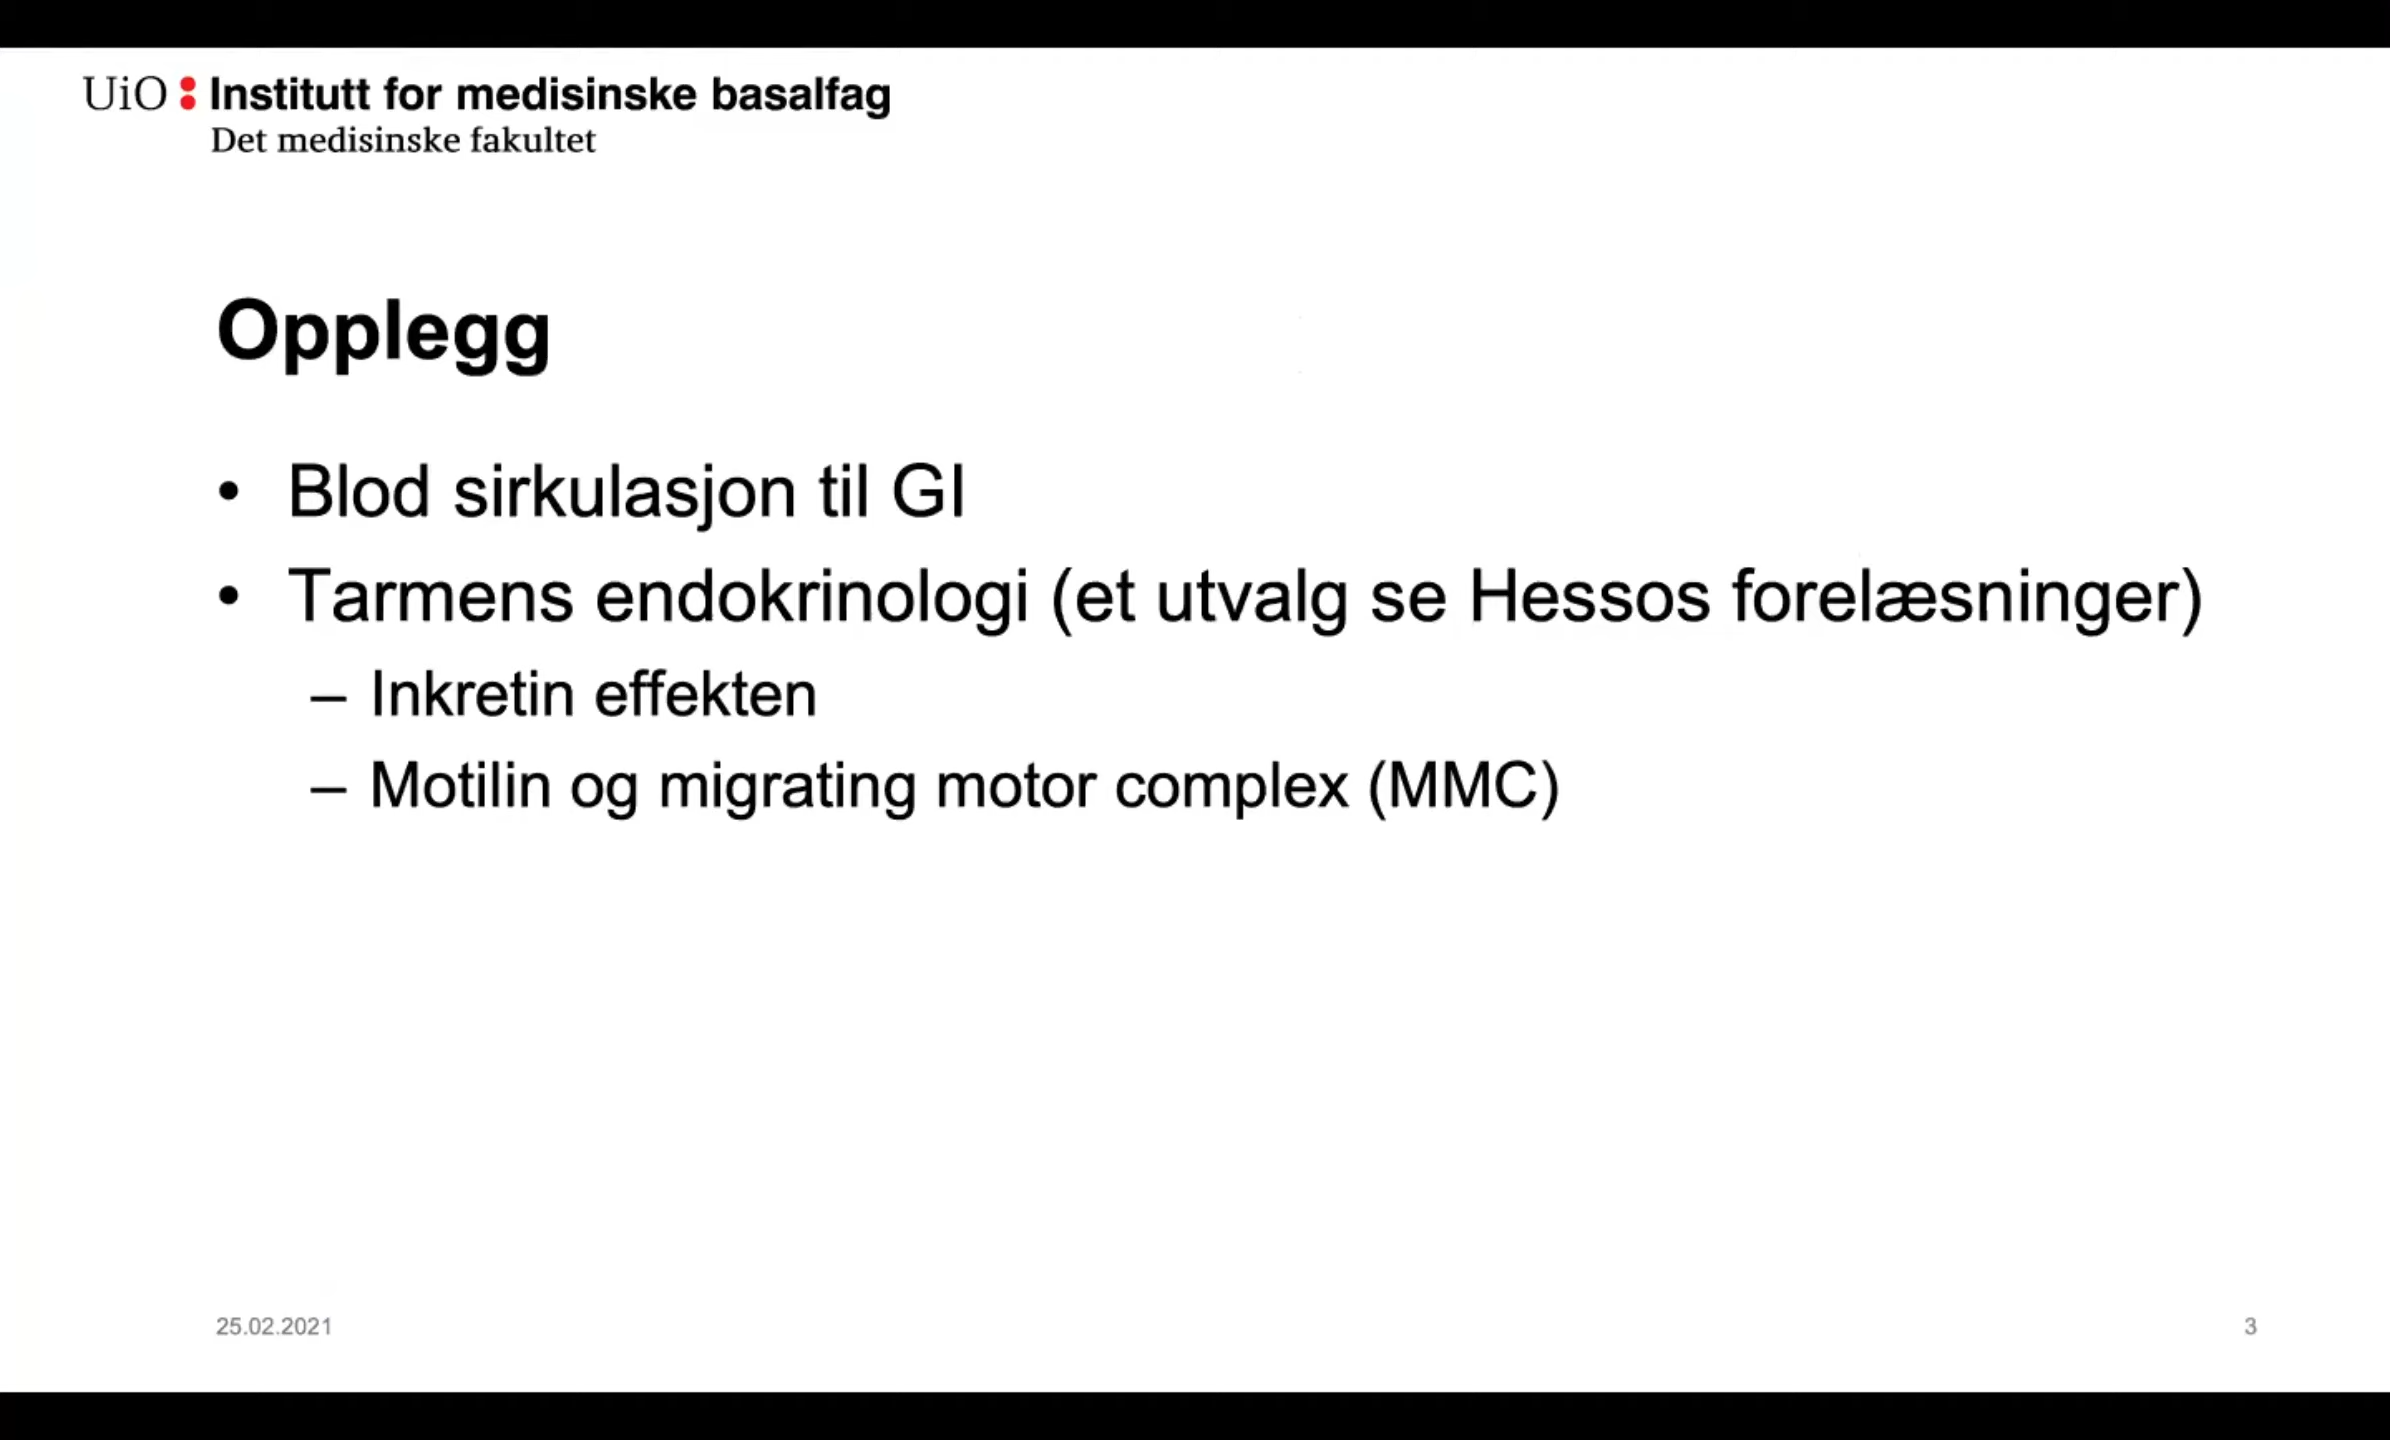 UiO : Institutt for medisinske basalfag
Det medisinske fakultet
Opplegg
• Blod sirkulasjon til GI
• Tarmens endokrinologi (et utvalg se Hessos forelæsninger)
– Inkretin effekten
– Motilin og migrating motor complex (MMC)
25.02.2021
3